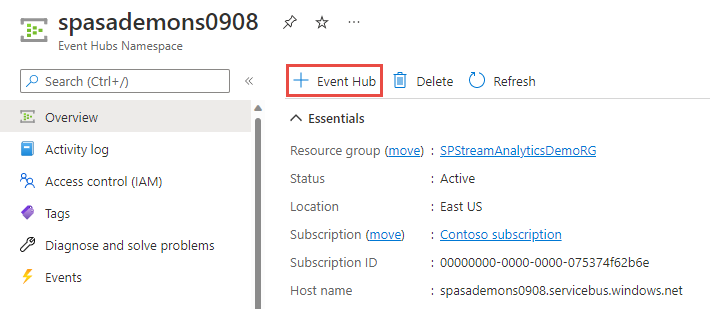 spasademons0908
Event Hubs Namespace
Search (Ctrl+/)
Overview
Activity log
Access control (IAM)
Tags
Diagnose and solve problems
Events
Event Hub Delete Refresh
Essentials
Resource group (move) : SPStreamAnalyticsDemoRG
Status : Active
Location : East US
Subscription (move) : Contoso subscription
Subscription ID : 00000000-0000-0000-075374f62b6e
Host name : spasademons0908.servicebus.windows.net